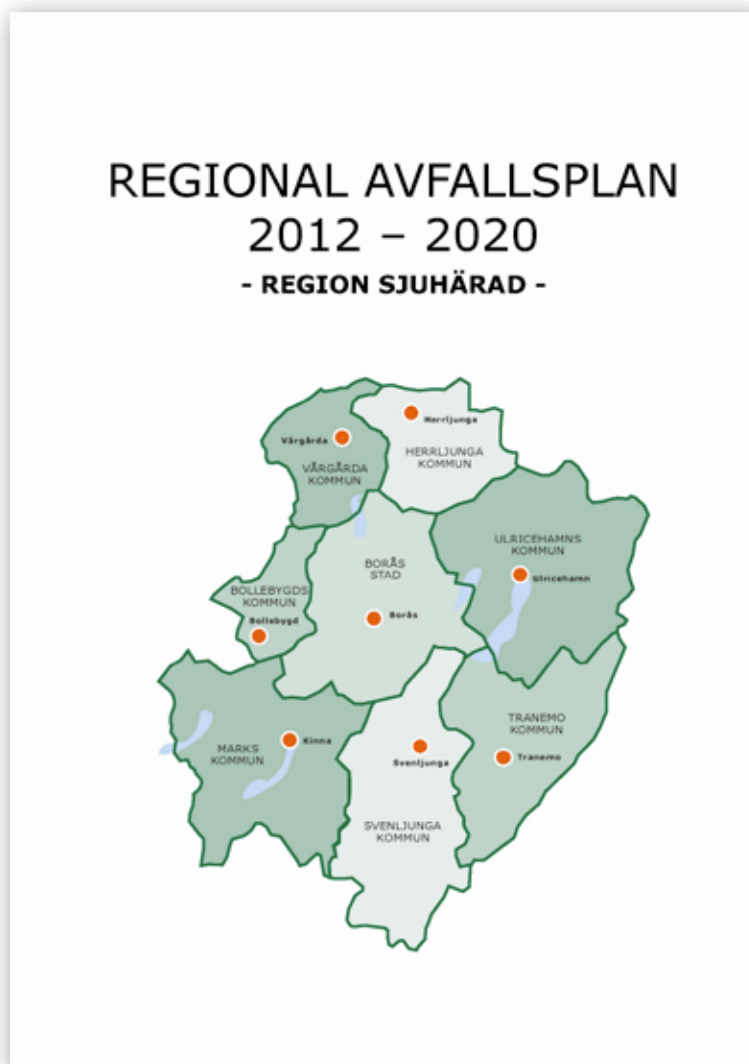 REGIONAL AVFALLSPLAN
2012 – 2020
- REGION SJUHÄRAD -
Herrljunga
Vårgårda
HERRLJUNGA
KOMMUN
VÅRGÅRDA
KOMMUN
ULRICEHAMNS
KOMMUN
BORÅS
STAD
Ulricehamn
BOLLEBYGDS
KOMMUN
Borås
Bollebygd
TRANEMO
KOMMUN
Kinna
MARKS
KOMMUN
Svenljunga
Tranemo
SVENLJUNGA
KOMMUN